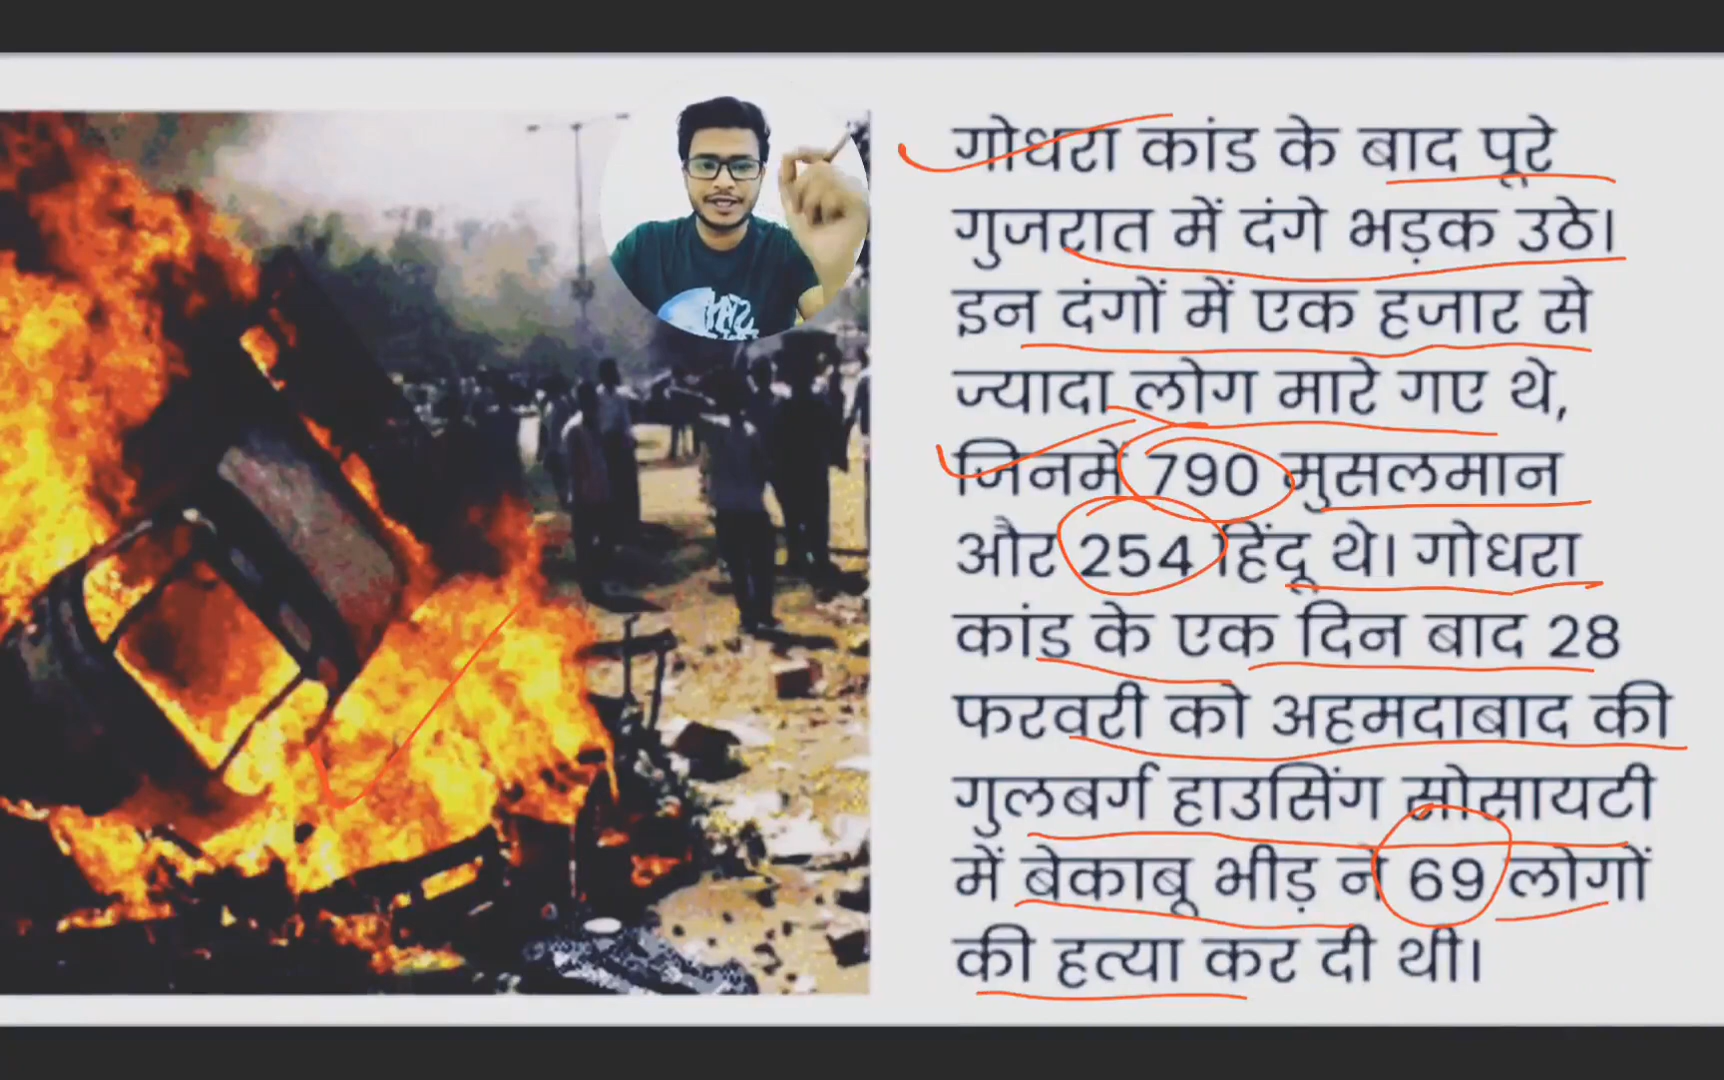 गोधरा कांड के बाद पूरे
गुजरात में दंगे भड़क उठे।
इन दंगों में एक हजार से
ज्यादा लोग मारे गए थे,
जिनमें 790 मुसलमान
और 254 हिंदू थे। गोधरा
कांड के एक दिन बाद 28
फरवरी को अहमदाबाद की
गुलबर्ग हाउसिंग सोसायटी
में बेकाबू भीड़ ने 69 लोगों
की हत्या कर दी थी।